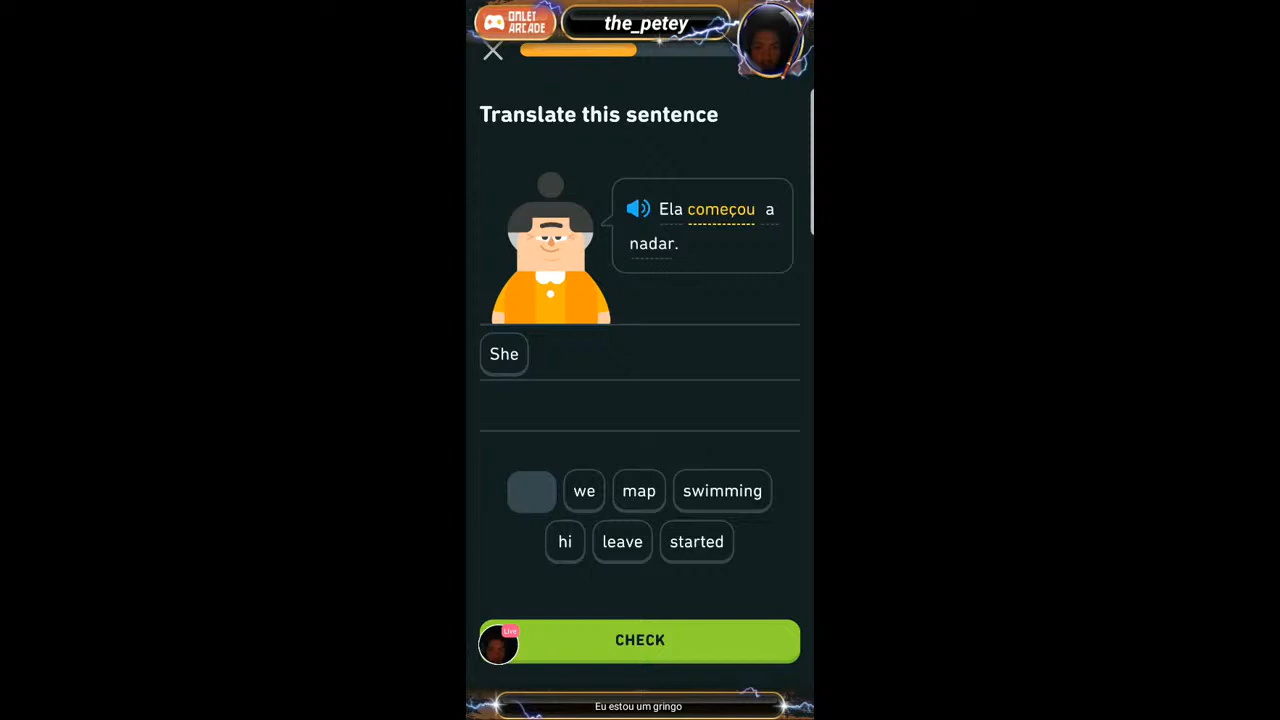 OMLET
ARCADE
the_petey
Translate this sentence
Ela começou a
nadar.
She
we map swimming
hi leave started
Live
CHECK
Eu estou um gringo